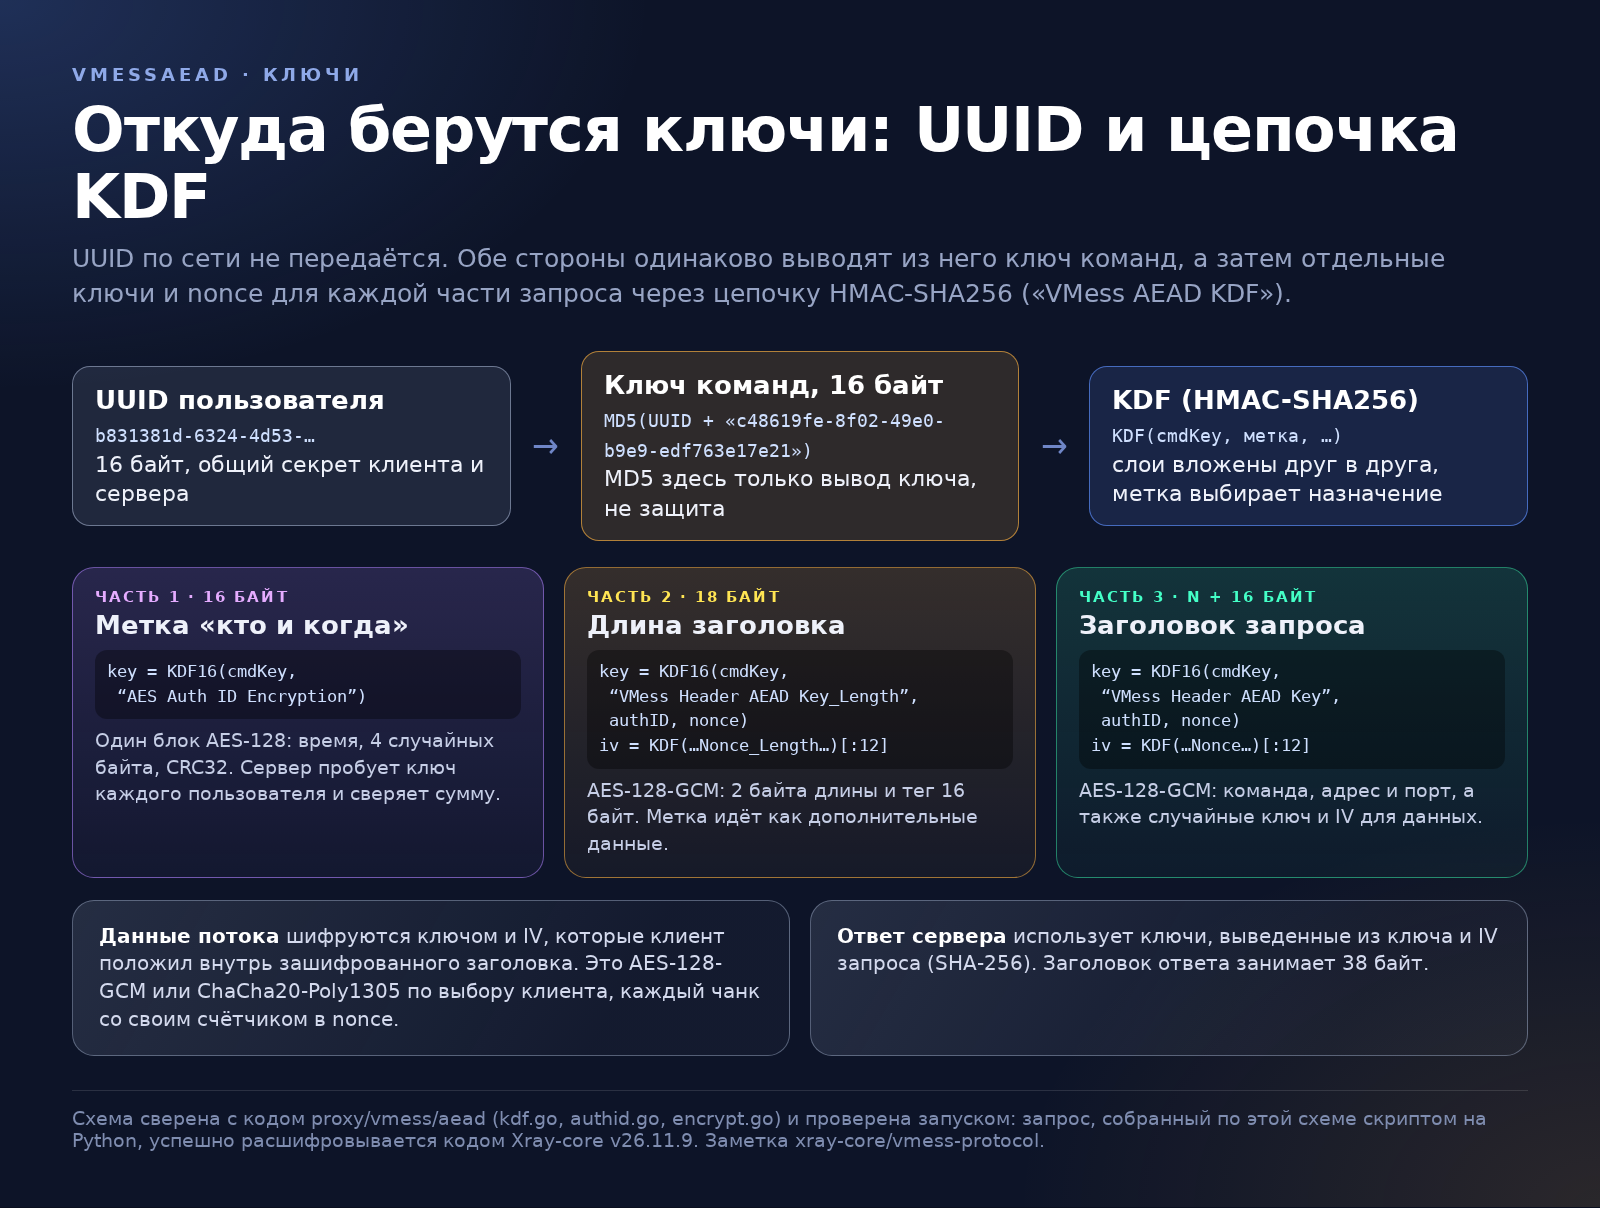 VMESSAEAD · КЛЮЧИ
Откуда берутся ключи: UUID и цепочка
KDF
UUID по сети не передаётся. Обе стороны одинаково выводят из него ключ команд, а затем отдельные
ключи и nonce для каждой части запроса через цепочку HMAC-SHA256 («VMess AEAD KDF»).
UUID пользователя
b831381d-6324-4d53-…
16 байт, общий секрет клиента и
сервера
→
Ключ команд, 16 байт
MD5(UUID + «c48619fe-8f02-49e0-
b9e9-edf763e17e21»)
MD5 здесь только вывод ключа,
не защита
→
KDF (HMAC-SHA256)
KDF(cmdKey, метка, …)
слои вложены друг в друга,
метка выбирает назначение
ЧАСТЬ 1 · 16 БАЙТ
Метка «кто и когда»
key = KDF16(cmdKey,
“AES Auth ID Encryption”)
Один блок AES-128: время, 4 случайных
байта, CRC32. Сервер пробует ключ
каждого пользователя и сверяет сумму.
ЧАСТЬ 2 · 18 БАЙТ
Длина заголовка
key = KDF16(cmdKey,
“VMess Header AEAD Key_Length”,
authID, nonce)
iv = KDF(…Nonce_Length…)[:12]
AES-128-GCM: 2 байта длины и тег 16
байт. Метка идёт как дополнительные
данные.
ЧАСТЬ 3 · N + 16 БАЙТ
Заголовок запроса
key = KDF16(cmdKey,
“VMess Header AEAD Key”,
authID, nonce)
iv = KDF(…Nonce…)[:12]
AES-128-GCM: команда, адрес и порт, а
также случайные ключ и IV для данных.
Данные потока шифруются ключом и IV, которые клиент
положил внутрь зашифрованного заголовка. Это AES-128-
GCM или ChaCha20-Poly1305 по выбору клиента, каждый чанк
со своим счётчиком в nonce.
Ответ сервера использует ключи, выведенные из ключа и IV
запроса (SHA-256). Заголовок ответа занимает 38 байт.
Схема сверена с кодом proxy/vmess/aead (kdf.go, authid.go, encrypt.go) и проверена запуском: запрос, собранный по этой схеме скриптом на
Python, успешно расшифровывается кодом Xray-core v26.11.9. Заметка xray-core/vmess-protocol.